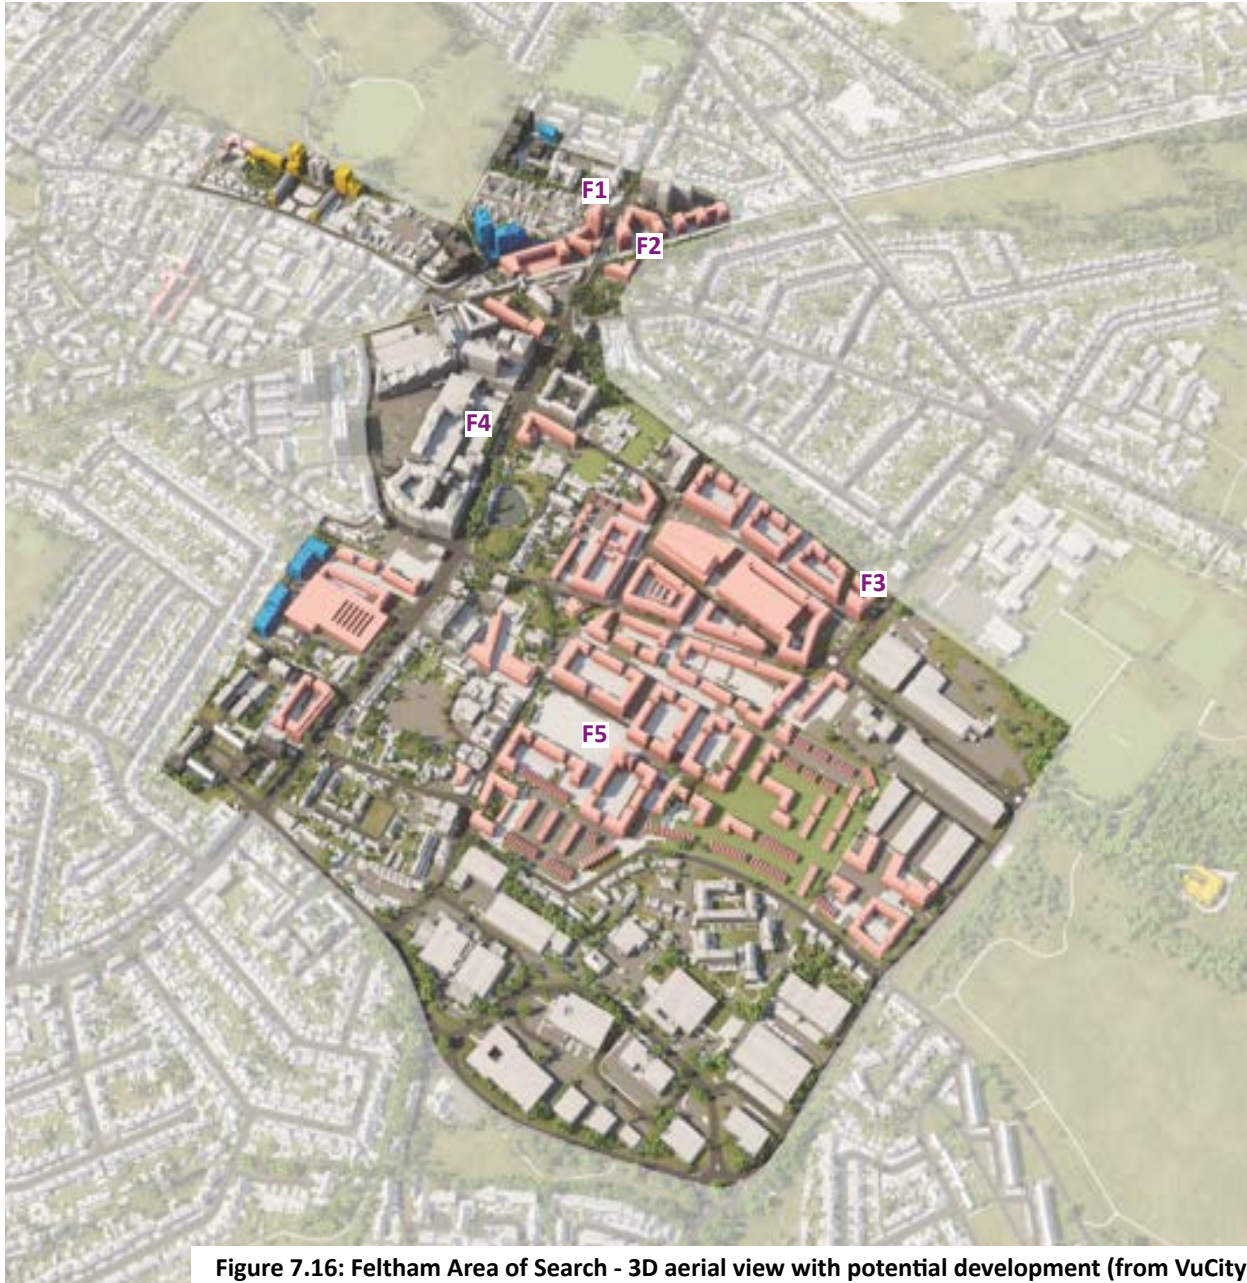 F1
F2
F4
F3
F5
Figure 7.16: Feltham Area of Search - 3D aerial view with potential development (from VuCity